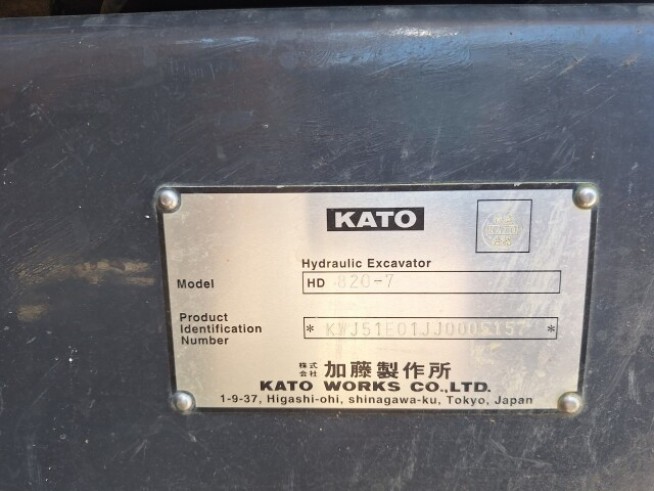 KATO
Hydraulic Excavator
Model HD 820-7
Product
Identification
Number
株式
会社 加藤製作所
KATO WORKS CO.,LTD.
1-9-37, Higashi-ohi, shinagawa-ku, Tokyo, Japan